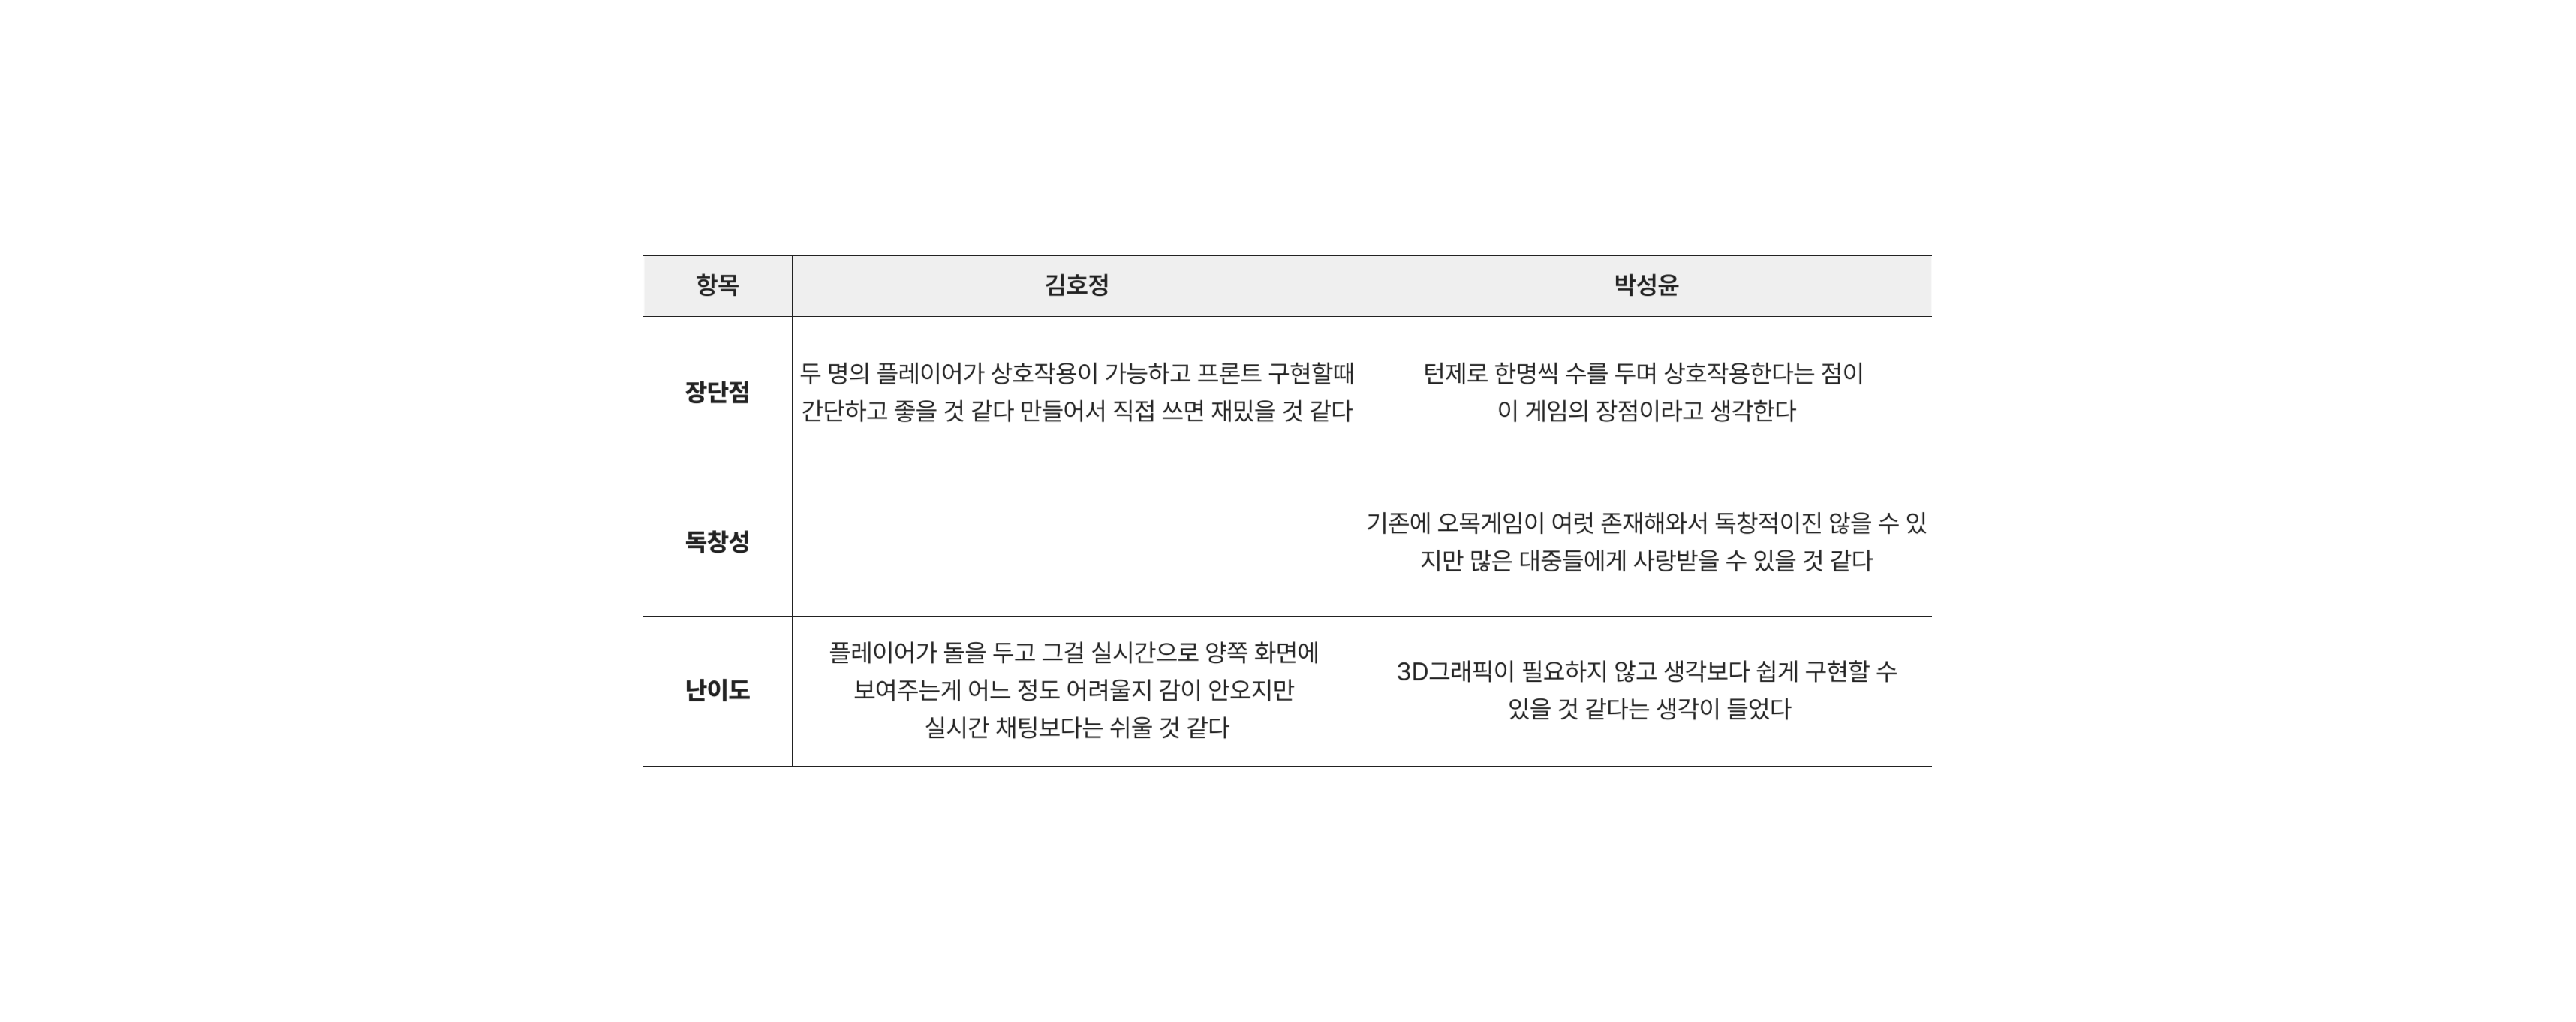 항목 김호정 박성윤
장단점
두 명의 플레이어가 상호작용이 가능하고 프론트 구현할때
간단하고 좋을 것 같다 만들어서 직접 쓰면 재밌을 것 같다
턴제로 한명씩 수를 두며 상호작용한다는 점이
이 게임의 장점이라고 생각한다
독창성
기존에 오목게임이 여럿 존재해와서 독창적이진 않을 수 있
지만 많은 대중들에게 사랑받을 수 있을 것 같다
난이도
플레이어가 돌을 두고 그걸 실시간으로 양쪽 화면에
보여주는게 어느 정도 어려울지 감이 안오지만
실시간 채팅보다는 쉬울 것 같다
3D그래픽이 필요하지 않고 생각보다 쉽게 구현할 수
있을 것 같다는 생각이 들었다